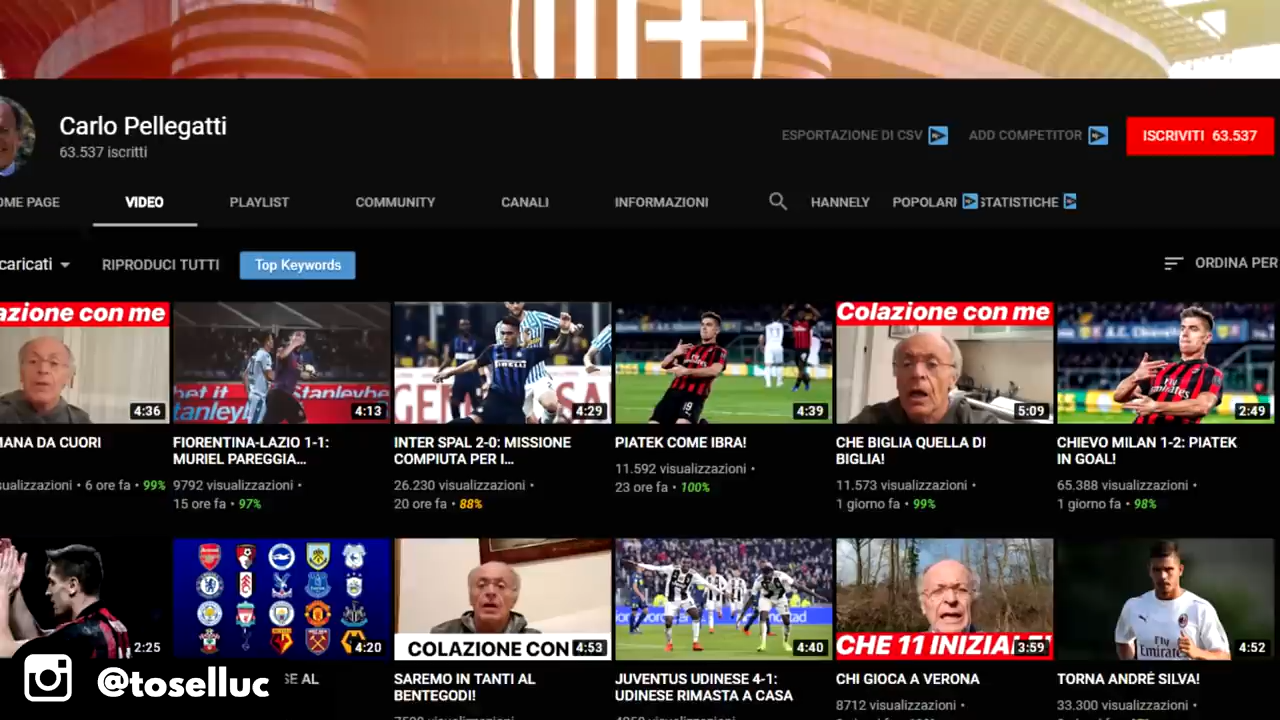 Carlo Pellegatti
63.537 iscritti
ESPORTAZIONE DI CSV
ADD COMPETITOR
ISCRIVITI 63.537
OME PAGE
VIDEO
PLAYLIST
COMMUNITY
CANALI
INFORMAZIONI
HANNELY
POPOLARI
STATISTICHE
caricati
RIPRODUCI TUTTI
Top Keywords
ORDINA PER
azione con me
4:36
4:13
4:29
4:39
Colazione con me
5:09
2:49
ANA DA CUORI
sualizzazioni • 6 ore fa • 99%
FIORENTINA-LAZIO 1-1:
MURIEL PAREGGIA...
9792 visualizzazioni •
15 ore fa • 97%
INTER SPAL 2-0: MISSIONE
COMPIUTA PER I...
26.230 visualizzazioni •
20 ore fa • 88%
PIATEK COME IBRA!
11.592 visualizzazioni •
23 ore fa • 100%
CHE BIGLIA QUELLA DI
BIGLIA!
11.573 visualizzazioni •
1 giorno fa • 99%
CHIEVO MILAN 1-2: PIATEK
IN GOAL!
65.388 visualizzazioni •
1 giorno fa • 98%
2:25
4:20
COLAZIONE CON
4:53
4:40
CHE 11 INIZIALE
3:59
Fly
Emirates
4:52
@toselluc
SE AL
SAREMO IN TANTI AL
BENTEGODI!
JUVENTUS UDINESE 4-1:
UDINESE RIMASTA A CASA
CHI GIOCA A VERONA
8712 visualizzazioni •
TORNA ANDRÉ SILVA!
33.300 visualizzazioni •